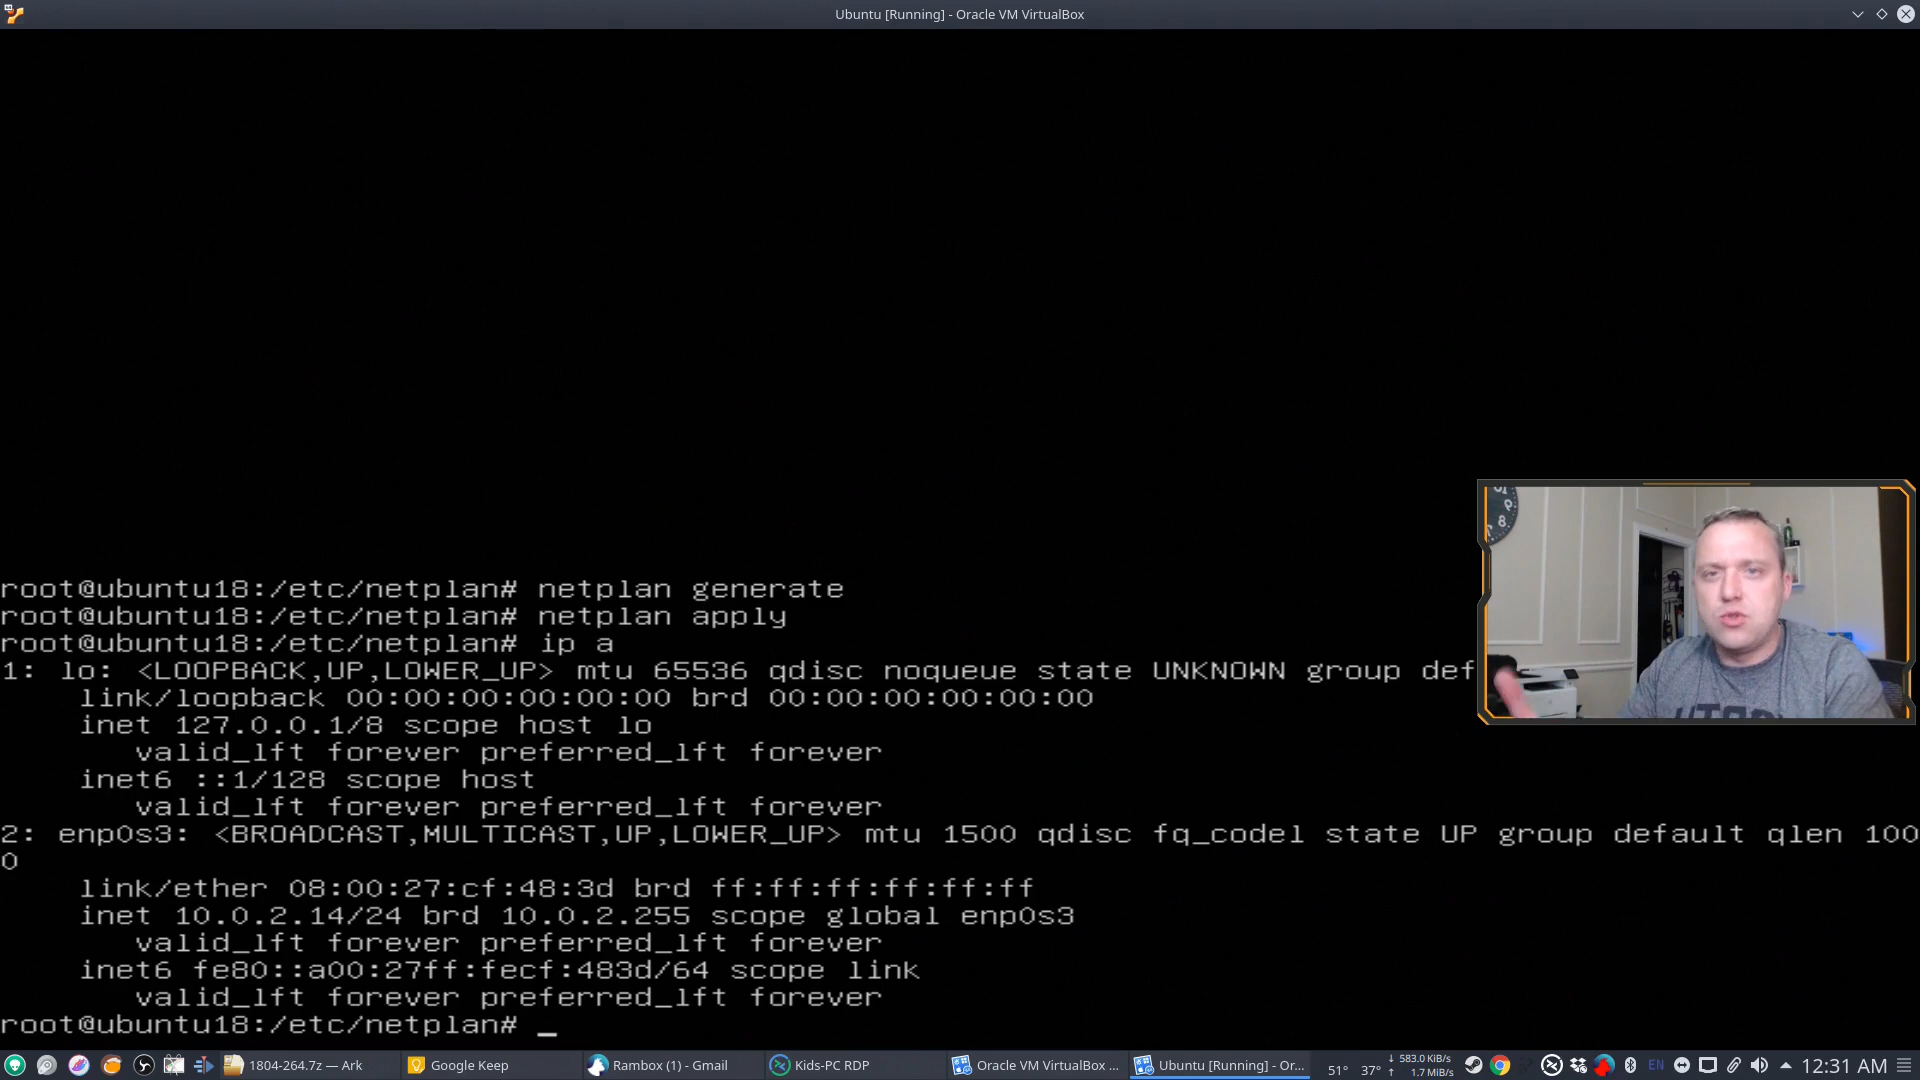 Ubuntu [Running] - Oracle VM VirtualBox
root@ubuntu18:/etc/netplan# netplan generate
root@ubuntu18:/etc/netplan# netplan apply
root@ubuntu18:/etc/netplan# ip a
1: lo: <LOOPBACK,UP,LOWER_UP> mtu 65536 qdisc noqueue state UNKNOWN group def
    link/loopback 00:00:00:00:00:00 brd 00:00:00:00:00:00
    inet 127.0.0.1/8 scope host lo
       valid_lft forever preferred_lft forever
    inet6 ::1/128 scope host
       valid_lft forever preferred_lft forever
2: enp0s3: <BROADCAST,MULTICAST,UP,LOWER_UP> mtu 1500 qdisc fq_codel state UP group default qlen 100
0
    link/ether 08:00:27:cf:48:3d brd ff:ff:ff:ff:ff:ff
    inet 10.0.2.14/24 brd 10.0.2.255 scope global enp0s3
       valid_lft forever preferred_lft forever
    inet6 fe80::a00:27ff:fecf:483d/64 scope link
       valid_lft forever preferred_lft forever
root@ubuntu18:/etc/netplan# _
1804-264.7z — Ark
Google Keep
Rambox (1) - Gmail
Kids-PC RDP
Oracle VM VirtualBox ...
Ubuntu [Running] - Or...
51° 37°
↓ 583.0 KiB/s
↑ 1.7 MiB/s
EN
12:31 AM